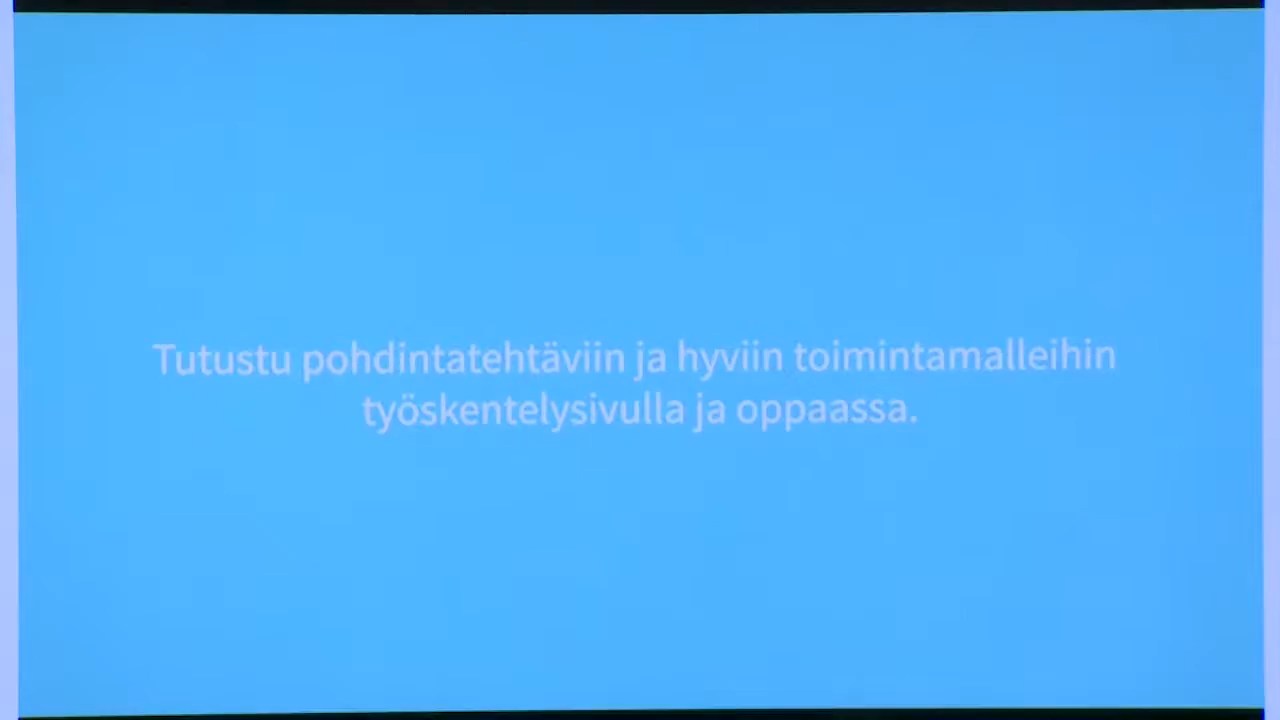 Tutustu pohdintatehtäviin ja hyviin toimintamalleihin
työskentelysivulla ja oppaassa.